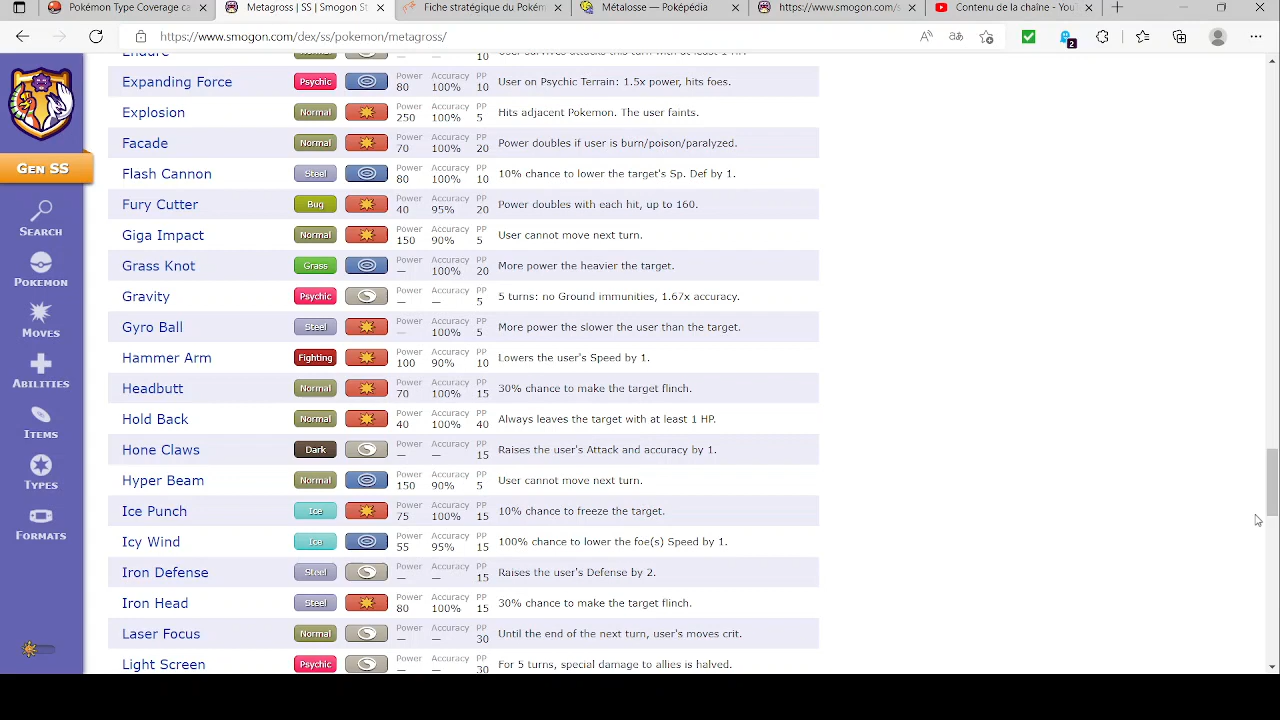 Pokémon Type Coverage ca
Metagross | SS | Smogon St
Fiche stratégique du Pokém
Métalosse — Poképédia
https://www.smogon.com/s
Contenu de la chaîne - You
https://www.smogon.com/dex/ss/pokemon/metagross/
2
GEN SS
SEARCH
POKEMON
MOVES
ABILITIES
ITEMS
TYPES
FORMATS
Endure Normal — — 10 User survives attacks this turn with at least 1 HP
Expanding Force Psychic Power 80 Accuracy 100% PP 10 User on Psychic Terrain: 1.5x power, hits foes.
Explosion Normal Power 250 Accuracy 100% PP 5 Hits adjacent Pokemon. The user faints.
Facade Normal Power 70 Accuracy 100% PP 20 Power doubles if user is burn/poison/paralyzed.
Flash Cannon Steel Power 80 Accuracy 100% PP 10 10% chance to lower the target's Sp. Def by 1.
Fury Cutter Bug Power 40 Accuracy 95% PP 20 Power doubles with each hit, up to 160.
Giga Impact Normal Power 150 Accuracy 90% PP 5 User cannot move next turn.
Grass Knot Grass Power — Accuracy 100% PP 20 More power the heavier the target.
Gravity Psychic Power — Accuracy — PP 5 5 turns: no Ground immunities, 1.67x accuracy.
Gyro Ball Steel Power — Accuracy 100% PP 5 More power the slower the user than the target.
Hammer Arm Fighting Power 100 Accuracy 90% PP 10 Lowers the user's Speed by 1.
Headbutt Normal Power 70 Accuracy 100% PP 15 30% chance to make the target flinch.
Hold Back Normal Power 40 Accuracy 100% PP 40 Always leaves the target with at least 1 HP.
Hone Claws Dark Power — Accuracy — PP 15 Raises the user's Attack and accuracy by 1.
Hyper Beam Normal Power 150 Accuracy 90% PP 5 User cannot move next turn.
Ice Punch Ice Power 75 Accuracy 100% PP 15 10% chance to freeze the target.
Icy Wind Ice Power 55 Accuracy 95% PP 15 100% chance to lower the foe(s) Speed by 1.
Iron Defense Steel Power — Accuracy — PP 15 Raises the user's Defense by 2.
Iron Head Steel Power 80 Accuracy 100% PP 15 30% chance to make the target flinch.
Laser Focus Normal Power — Accuracy — PP 30 Until the end of the next turn, user's moves crit.
Light Screen Psychic Power — Accuracy — PP 30 For 5 turns, special damage to allies is halved.